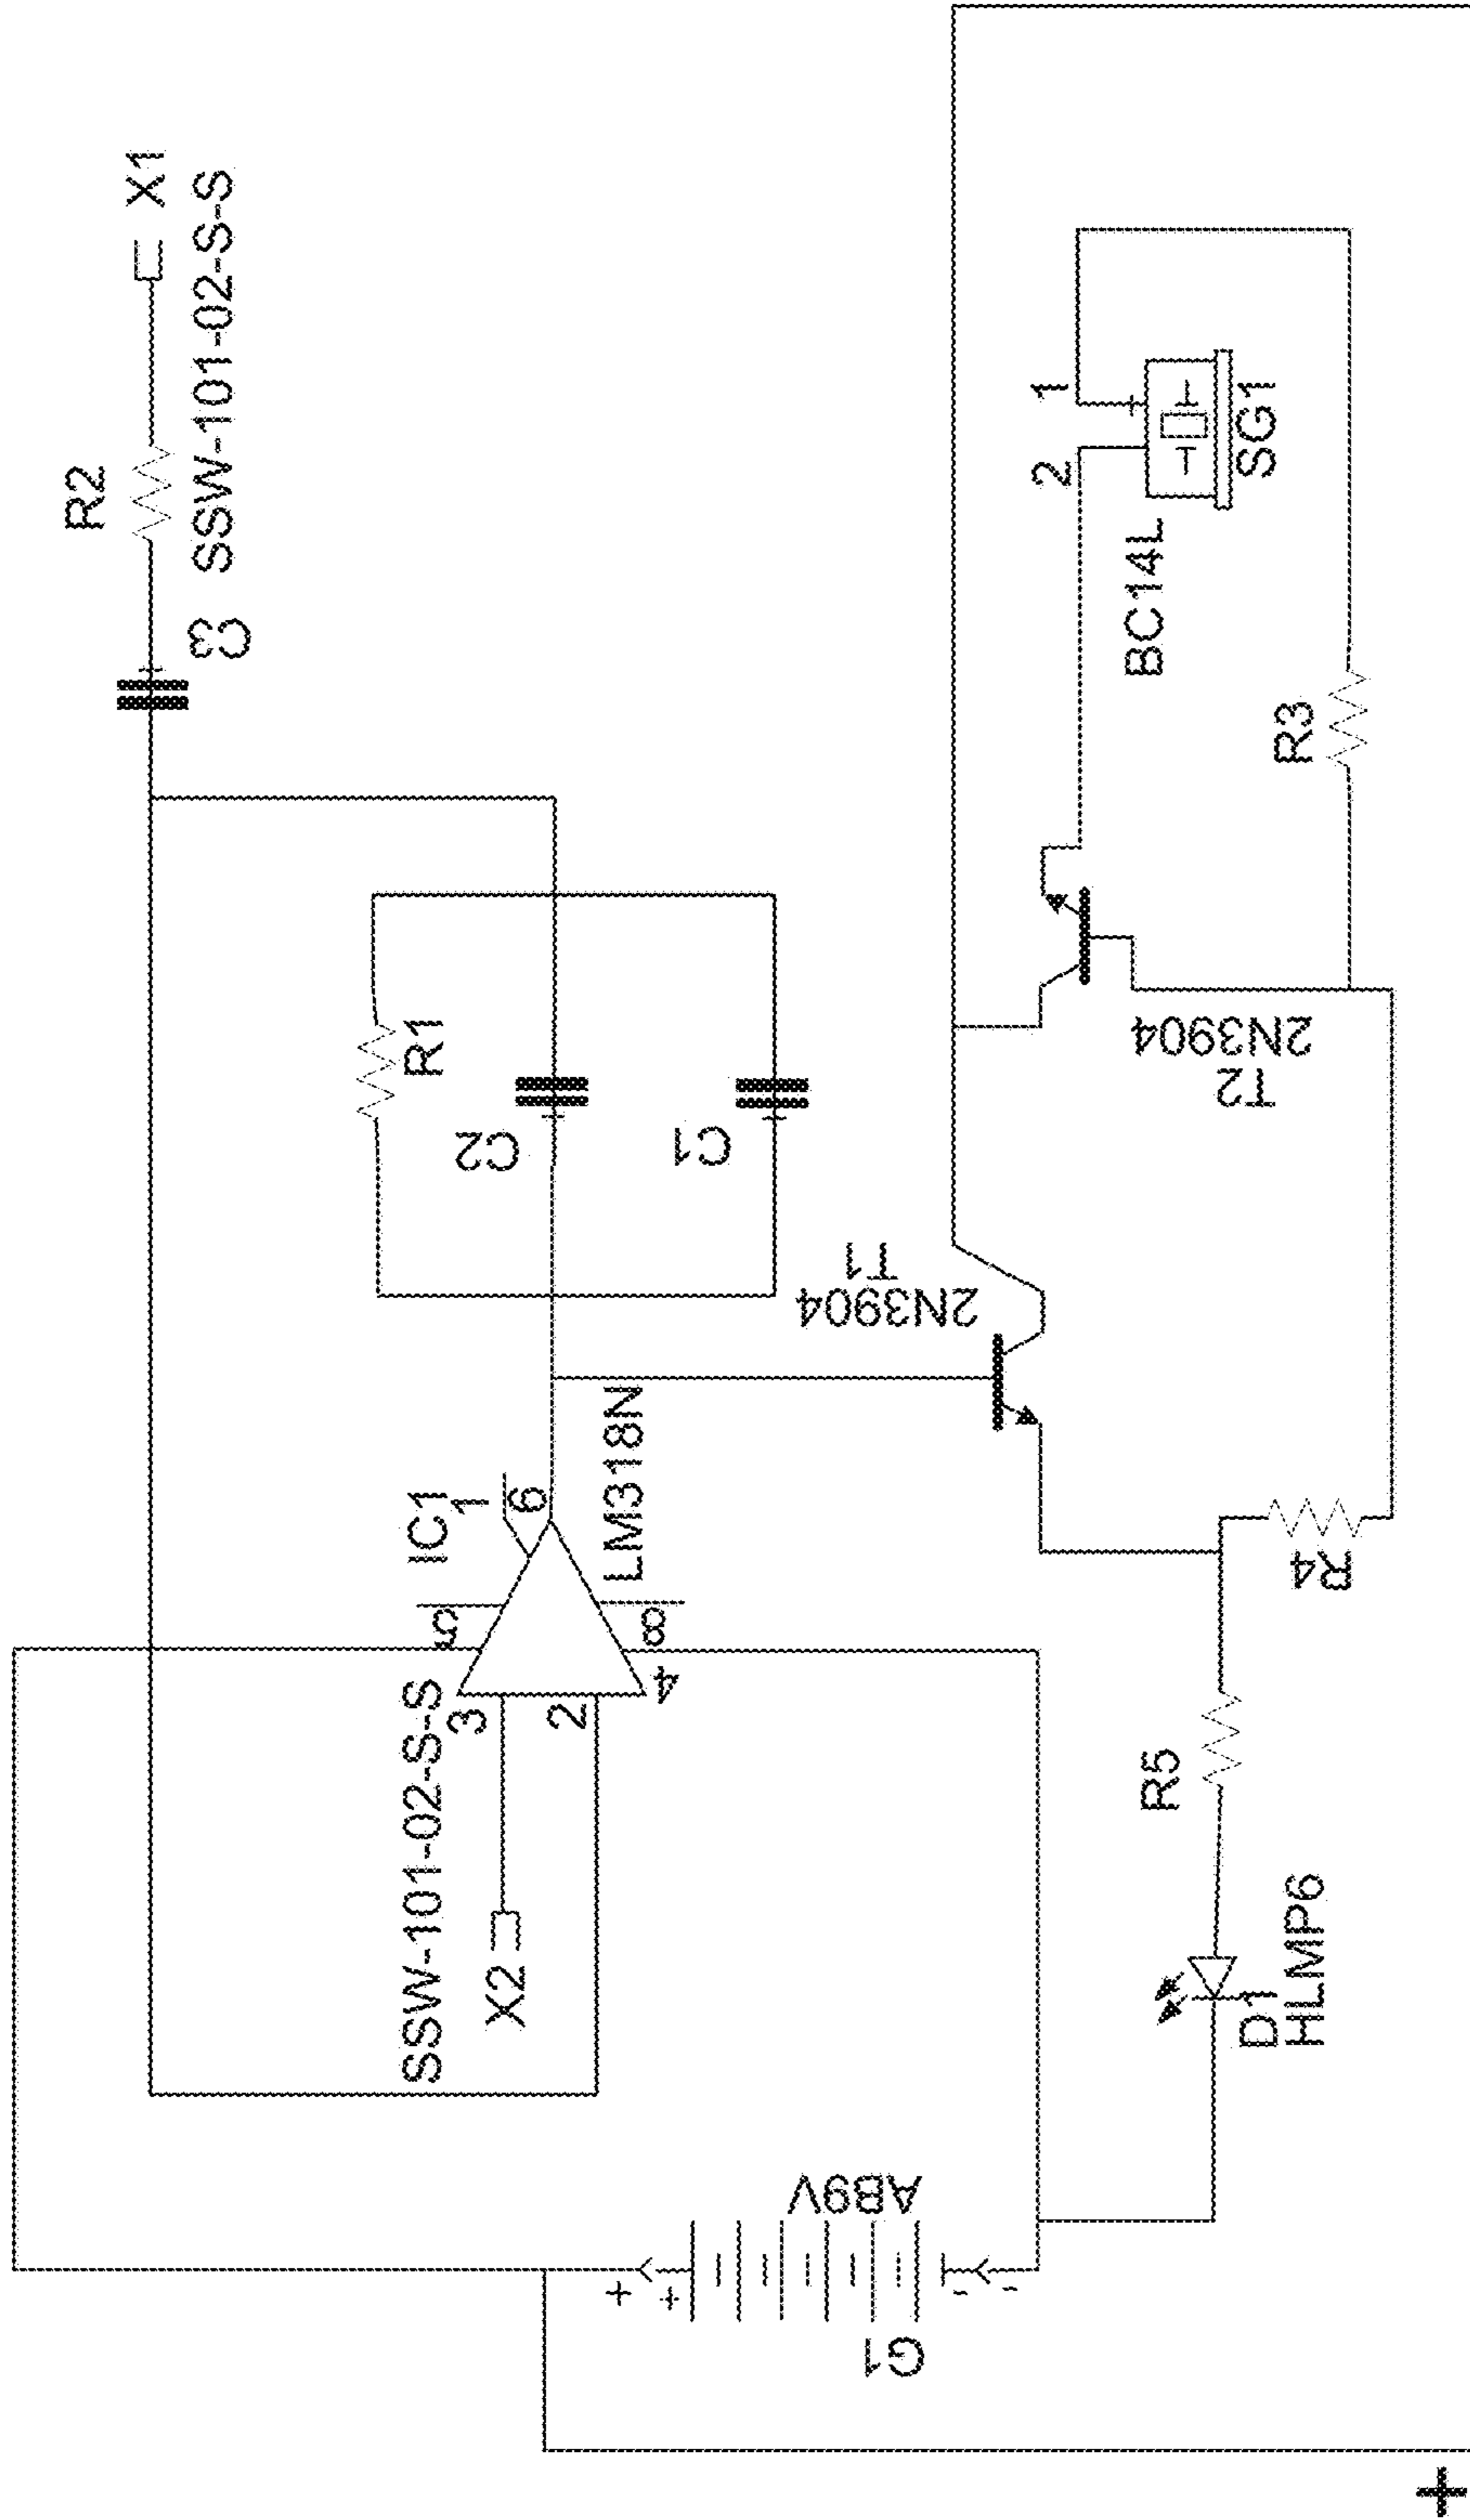 R2
X1
SSW-101-02-S-S
C3
R1
C2
C1
IC1
1
6
5
LM318N
8
4
3
2
SSW-101-02-S-S
X2
T1
2N3904
1
2
SG1
BC14L
R3
2N3904
T2
R4
R5
D1
HLMP6
AB9V
G1
+
+
-
-
+
+